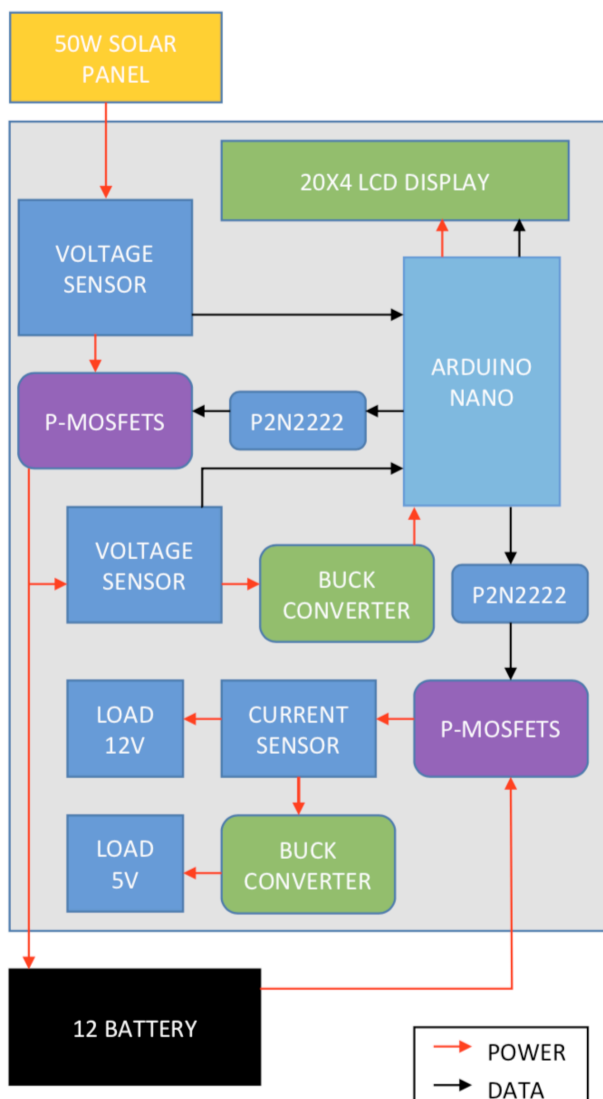 50W SOLAR
PANEL
20X4 LCD DISPLAY
VOLTAGE
SENSOR
ARDUINO
NANO
P-MOSFETS
P2N2222
VOLTAGE
SENSOR
BUCK
CONVERTER
P2N2222
LOAD
12V
CURRENT
SENSOR
P-MOSFETS
LOAD
5V
BUCK
CONVERTER
12 BATTERY
POWER
DATA